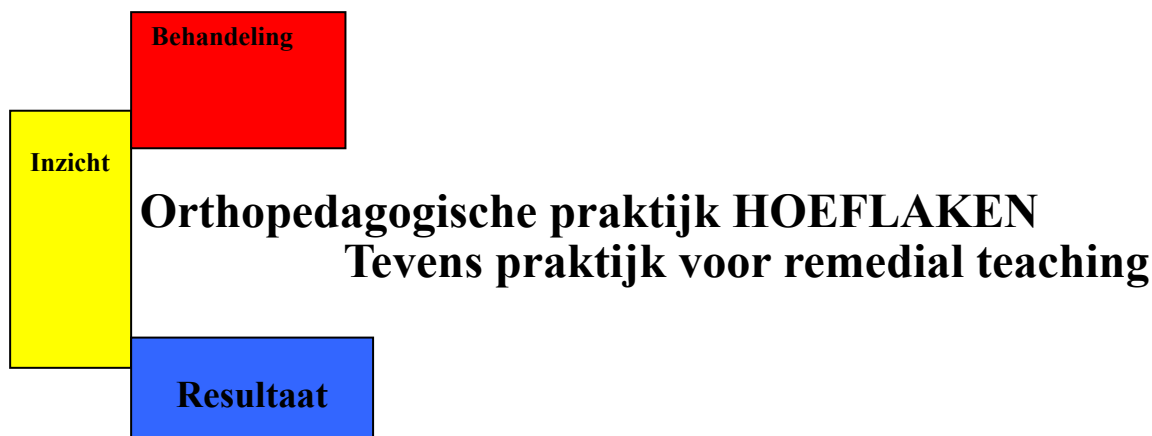 Behandeling
Inzicht
Orthopedagogische praktijk HOEFLAKEN
Tevens praktijk voor remedial teaching
Resultaat